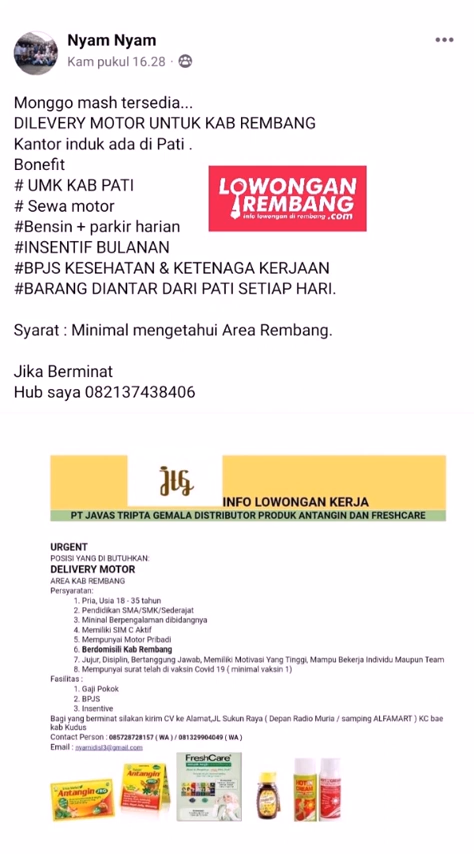 Nyam Nyam
Kam pukul 16.28 ·
Monggo mash tersedia...
DILEVERY MOTOR UNTUK KAB REMBANG
Kantor induk ada di Pati .
Bonefit
# UMK KAB PATI
# Sewa motor
#Bensin + parkir harian
#INSENTIF BULANAN
#BPJS KESEHATAN & KETENAGA KERJAAN
#BARANG DIANTAR DARI PATI SETIAP HARI.
LOWONGAN
REMBANG
info lowongan di rembang .com
Syarat : Minimal mengetahui Area Rembang.
Jika Berminat
Hub saya 082137438406
jtg
INFO LOWONGAN KERJA
PT JAVAS TRIPTA GEMALA DISTRIBUTOR PRODUK ANTANGIN DAN FRESHCARE
URGENT
POSISI YANG DI BUTUHKAN:
DELIVERY MOTOR
AREA KAB REMBANG
Persyaratan:
1. Pria, Usia 18 - 35 tahun
2. Pendidikan SMA/SMK/Sederajat
3. Mininal Berpengalaman dibidangnya
4. Memiliki SIM C Aktif
5. Mempunyai Motor Pribadi
6. Berdomisili Kab Rembang
7. Jujur, Disiplin, Bertanggung Jawab, Memiliki Motivasi Yang Tinggi, Mampu Bekerja Individu Maupun Team
8. Mempunyai surat telah di vaksin Covid 19 ( minimal vaksin 1)
Fasilitas :
1. Gaji Pokok
2. BPJS
3. Insentive
Bagi yang berminat silakan kirim CV ke Alamat,JL Sukun Raya ( Depan Radio Muria / samping ALFAMART ) KC bae
kab Kudus
Contact Person : 085728728157 ( WA ) / 081329904049 ( WA )
Email :
Antangin
Antangin
FreshCare
HOT
CREAM